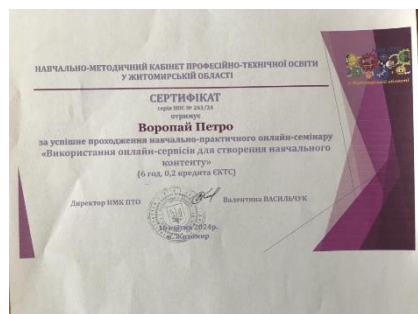 НАВЧАЛЬНО-МЕТОДИЧНИЙ КАБІНЕТ ПРОФЕСІЙНО-ТЕХНІЧНОЇ ОСВІТИ
У ЖИТОМИРСЬКІЙ ОБЛАСТІ
СЕРТИФІКАТ
отримує
Воропай Петро
за успішне проходження навчально-практичного онлайн-семінару
«Використання онлайн-сервісів для створення навчального
контенту»
(6 год, 0,2 кредита ЄКТС)
Директор НМК ПТО Валентина ВАСИЛЬЧУК
квітня 2024р.
м. Житомир